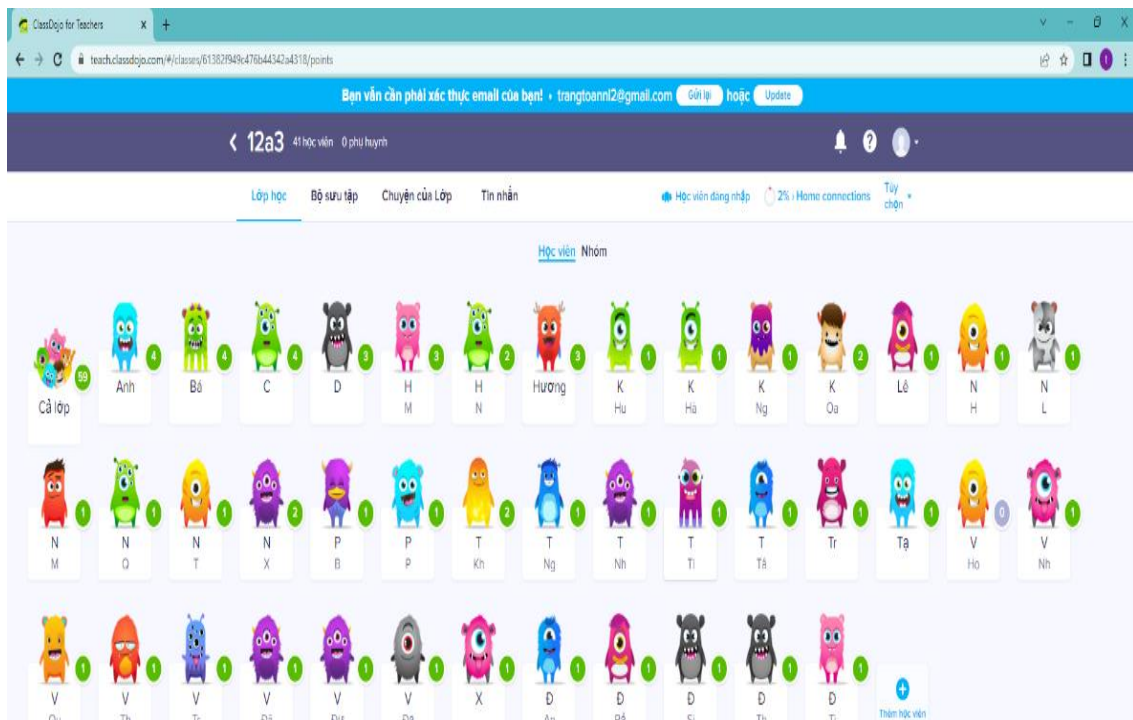 ClassDojo for Teachers
teach.classdojo.com/#/classes/61382f949c476b44342a4318/points
Bạn vẫn cần phải xác thực email của bạn! • trangtoannl2@gmail.com Gửi lại hoặc Update
12a3 41 học viên 0 phụ huynh
Lớp học Bộ sưu tập Chuyện của Lớp Tin nhắn Học viên đăng nhập 2% Home connections Tùy chọn
Học viên Nhóm
59 4 4 4 3 3 2 3 1 1 1 2 1 1 1
Cả lớp Anh Bá C D H H Hương K K K K Lê N N
M N Hu Hà Ng Oa H L
1 1 1 2 1 1 2 1 1 1 1 1 1 0 1
N N N N P P T T T T T Tr Tạ V V
M Q T X B P Kh Ng Nh Ti Tâ Ho Nh
1 1 1 1 1 1 1 1 1 1 1 1
V V V V V V X Đ Đ Đ Đ Đ
Thêm học viên